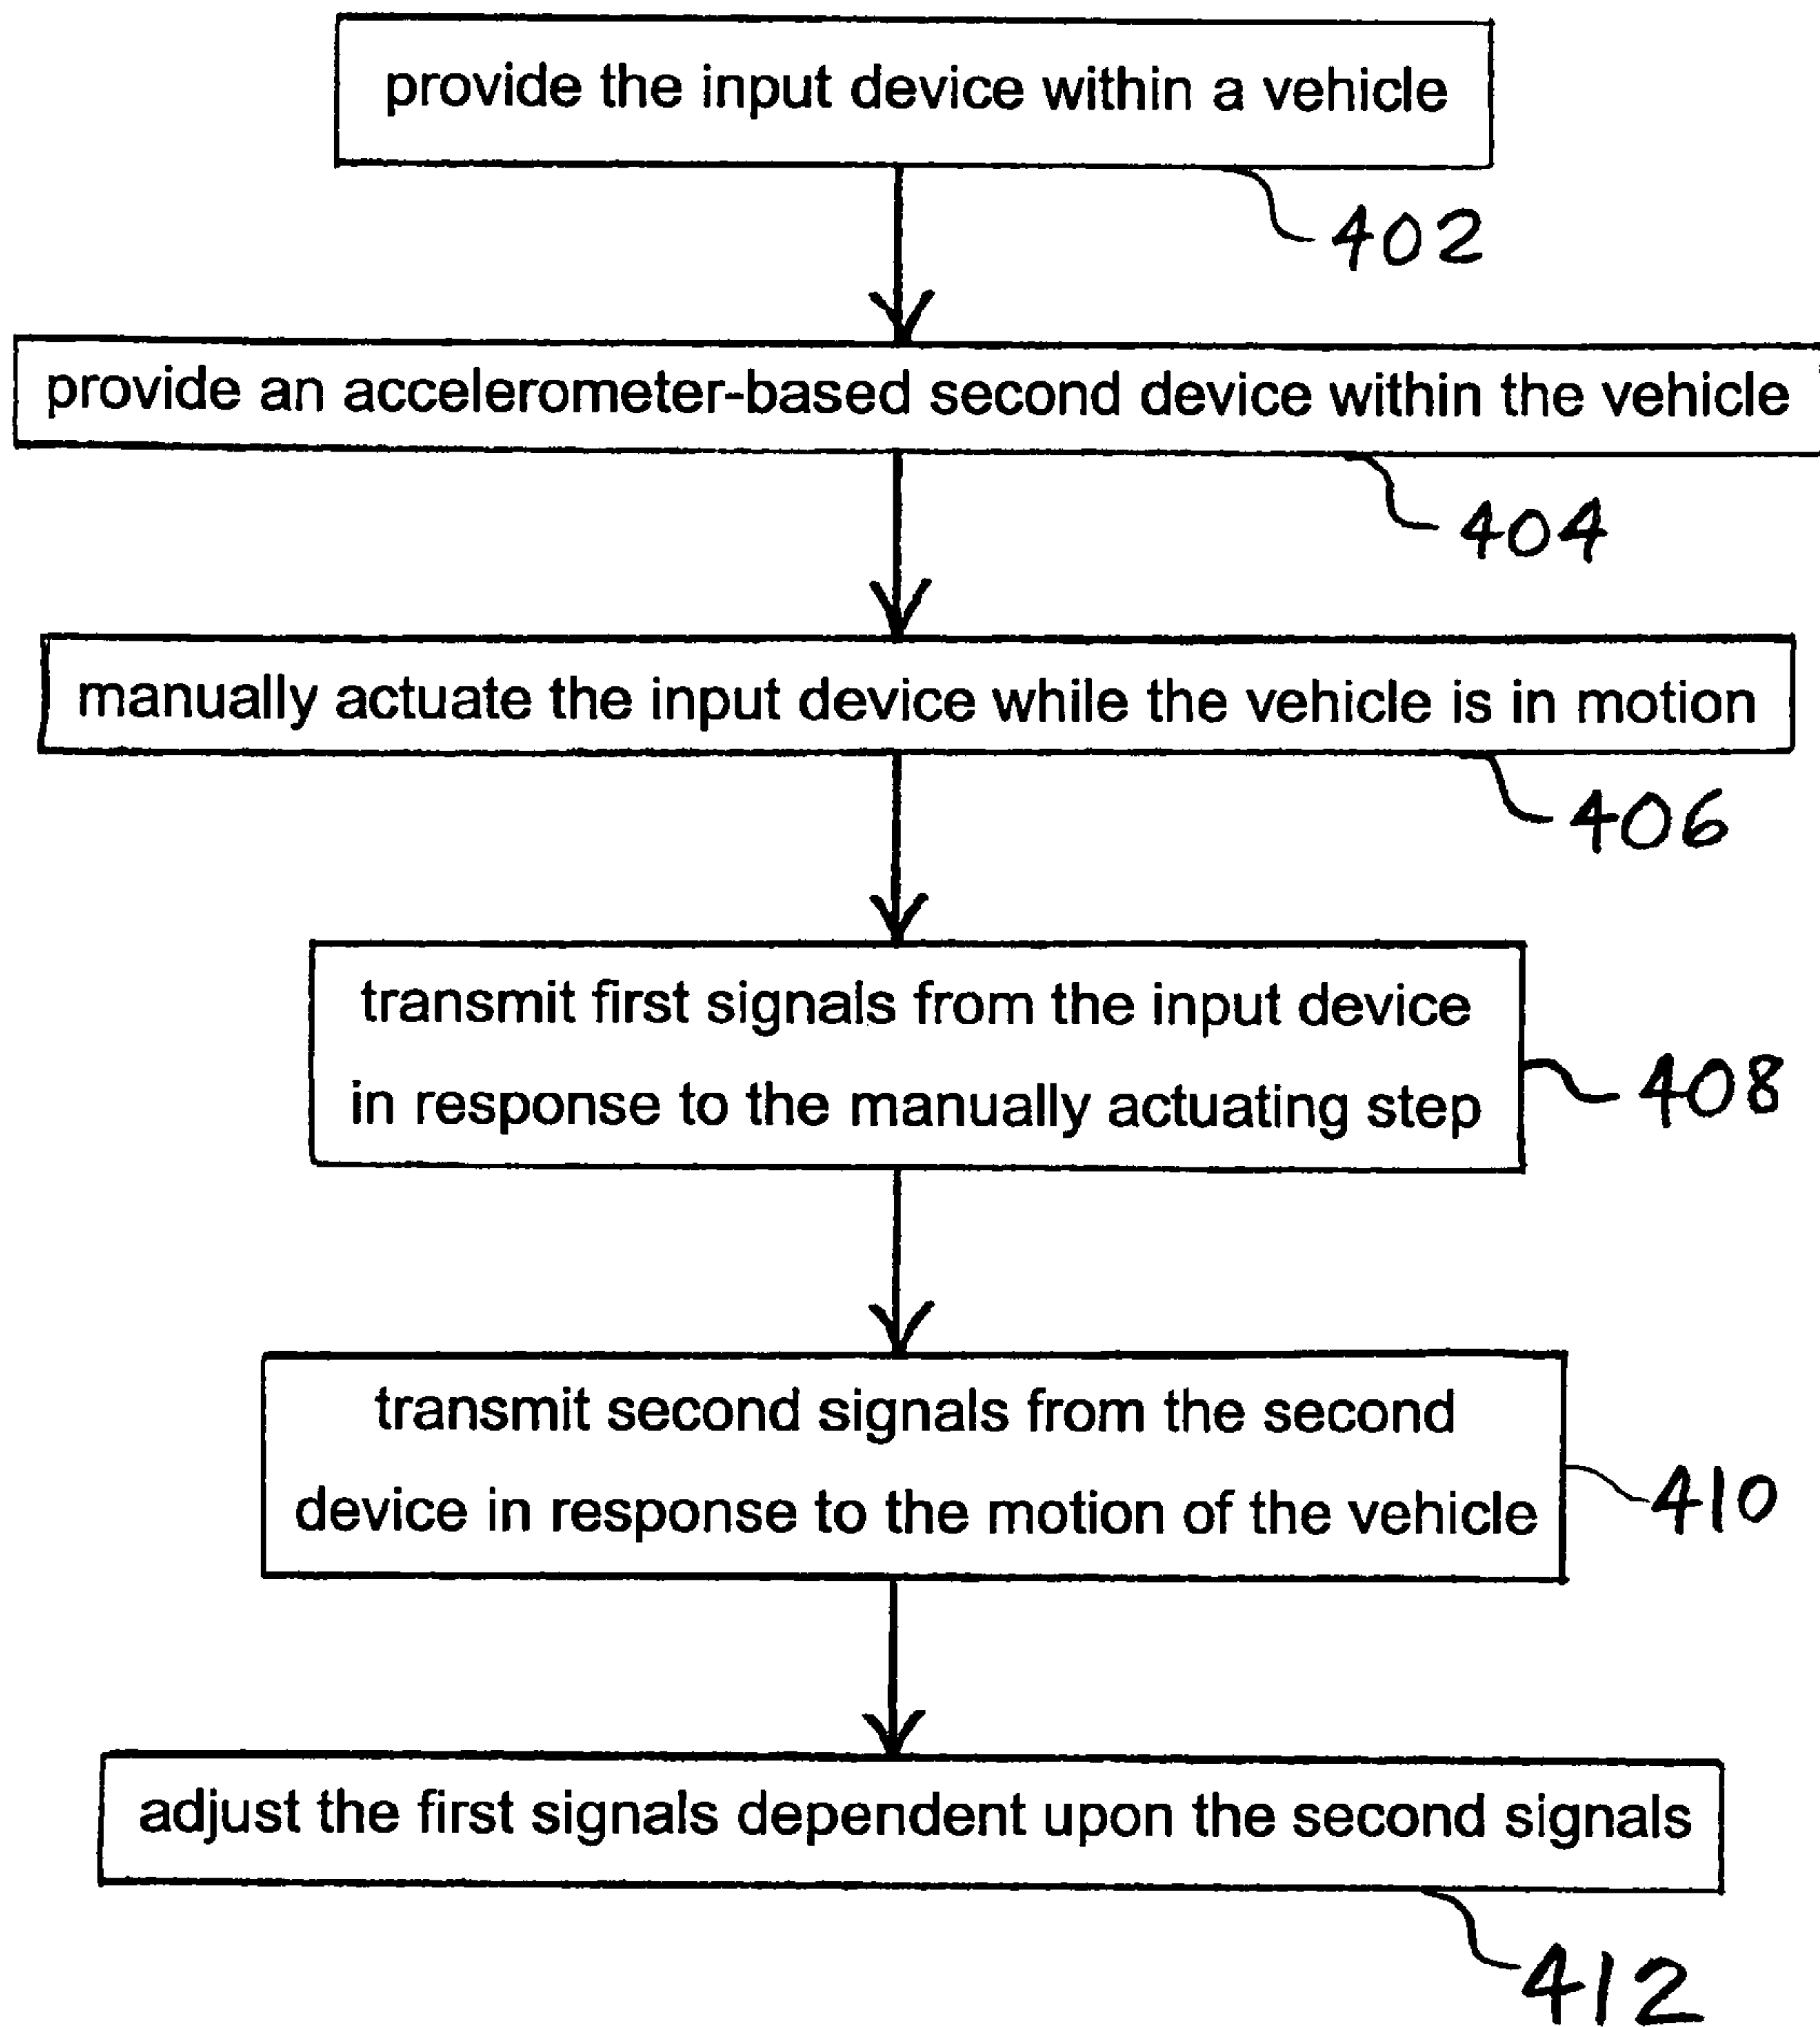 provide the input device within a vehicle
402
provide an accelerometer-based second device within the vehicle
404
manually actuate the input device while the vehicle is in motion
406
transmit first signals from the input device
in response to the manually actuating step
408
transmit second signals from the second
device in response to the motion of the vehicle
410
adjust the first signals dependent upon the second signals
412